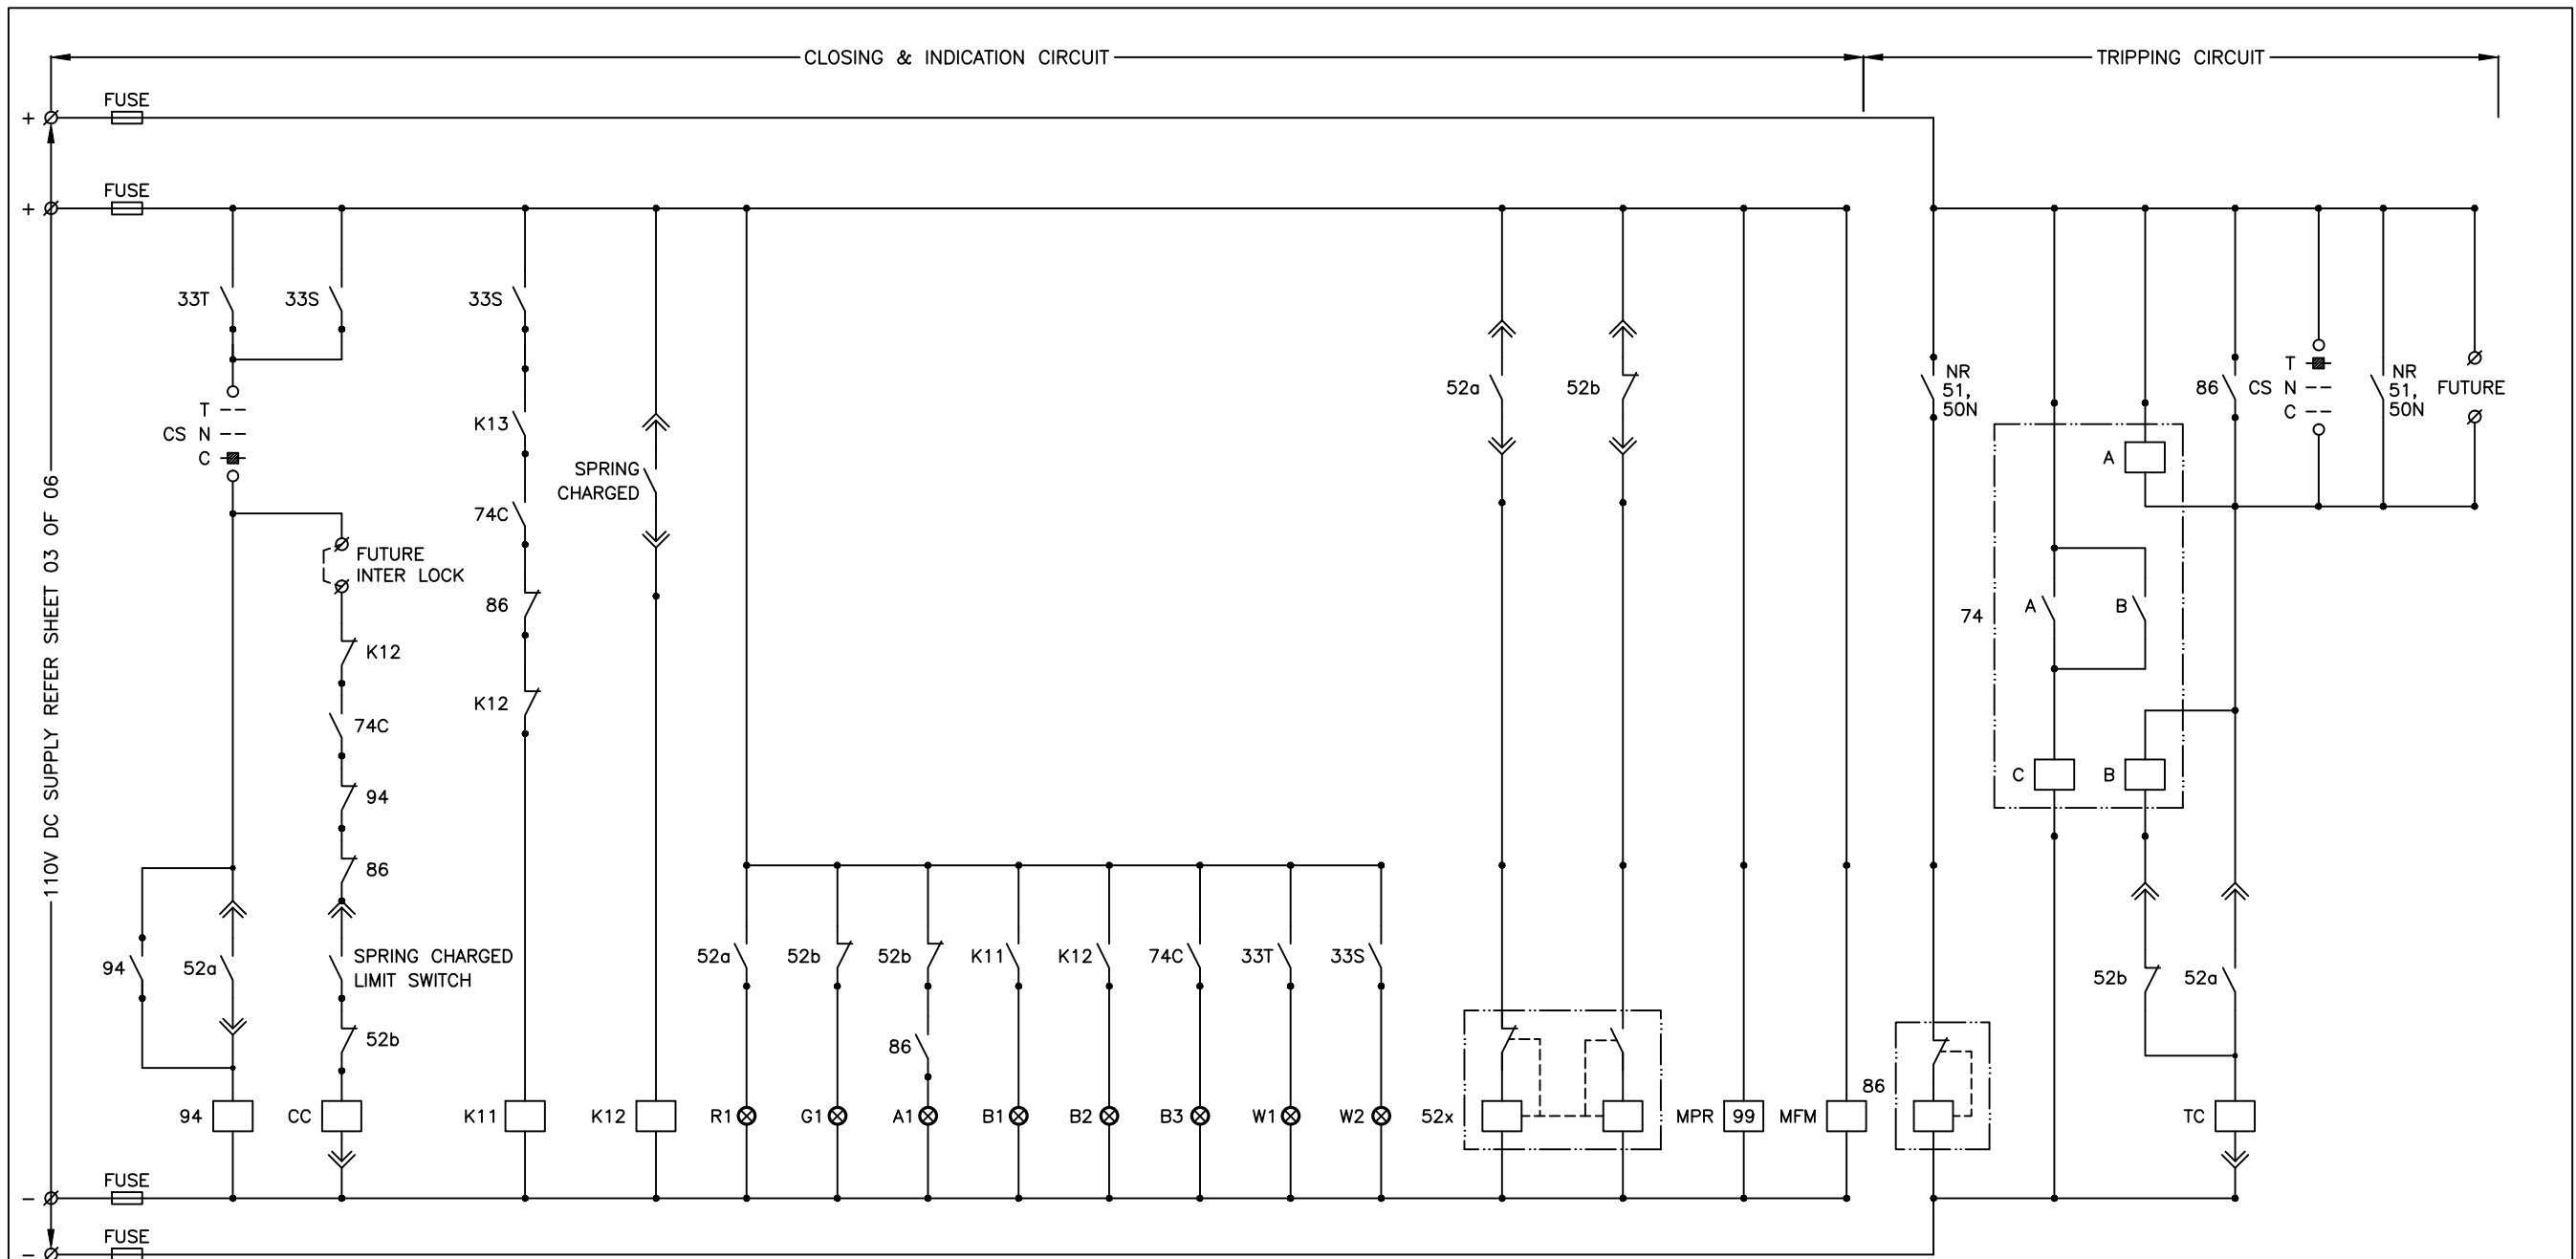 CLOSING & INDICATION CIRCUIT
TRIPPING CIRCUIT
FUSE
+
FUSE
+
33T
33S
33S
T
CS N
C
K13
SPRING
CHARGED
74C
FUTURE
INTER LOCK
86
K12
K12
74C
94
86
110V DC SUPPLY REFER SHEET 03 OF 06
94
52a
SPRING CHARGED
LIMIT SWITCH
52b
94
CC
K11
K12
52a
52b
52b
K11
K12
74C
33T
33S
86
R1
G1
A1
B1
B2
B3
W1
W2
52a
52b
52x
MPR
99
MFM
NR
51,
50N
86
A
74
A
B
C
B
86
T
CS N
C
NR
51,
50N
FUTURE
52b
52a
TC
FUSE
-
FUSE
-